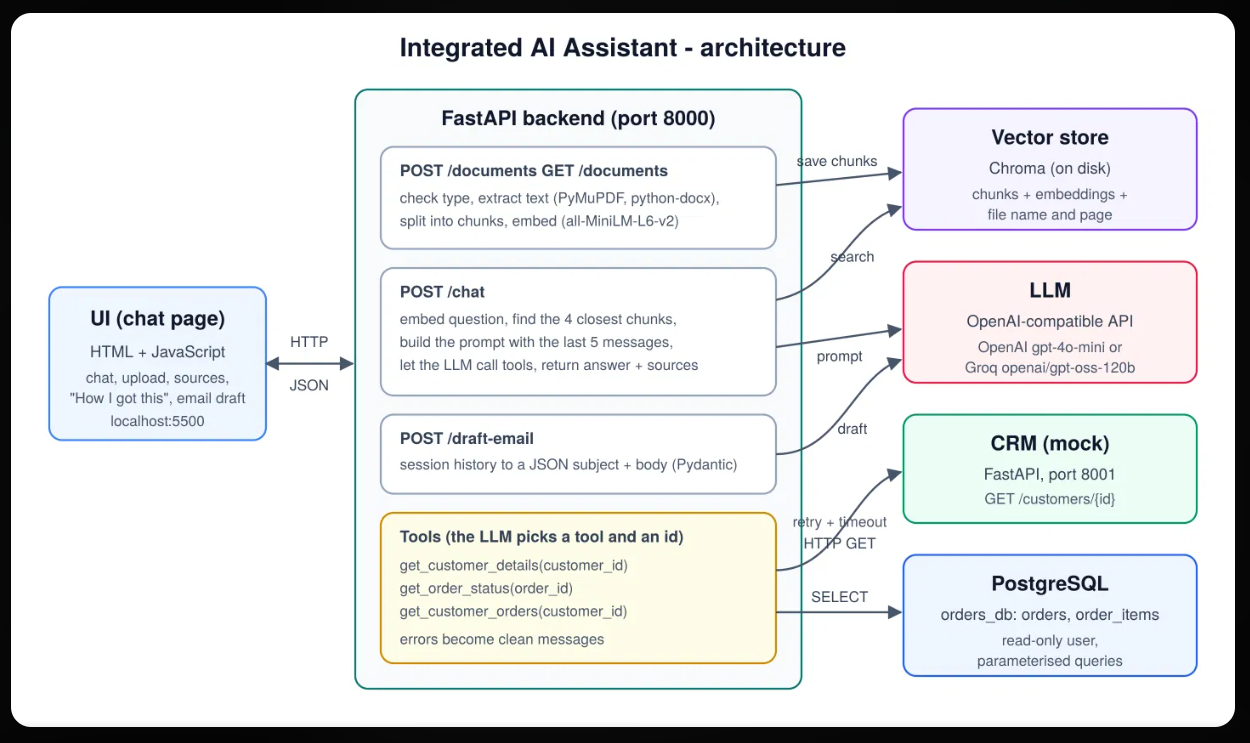 Integrated AI Assistant - architecture
UI (chat page)
HTML + JavaScript
chat, upload, sources,
"How I got this", email draft
localhost:5500
HTTP
JSON
FastAPI backend (port 8000)
POST /documents GET /documents
check type, extract text (PyMuPDF, python-docx),
split into chunks, embed (all-MiniLM-L6-v2)
POST /chat
embed question, find the 4 closest chunks,
build the prompt with the last 5 messages,
let the LLM call tools, return answer + sources
POST /draft-email
session history to a JSON subject + body (Pydantic)
Tools (the LLM picks a tool and an id)
get_customer_details(customer_id)
get_order_status(order_id)
get_customer_orders(customer_id)
errors become clean messages
save chunks
search
prompt
draft
retry + timeout
HTTP GET
SELECT
Vector store
Chroma (on disk)
chunks + embeddings +
file name and page
LLM
OpenAI-compatible API
OpenAI gpt-4o-mini or
Groq openai/gpt-oss-120b
CRM (mock)
FastAPI, port 8001
GET /customers/{id}
PostgreSQL
orders_db: orders, order_items
read-only user,
parameterised queries